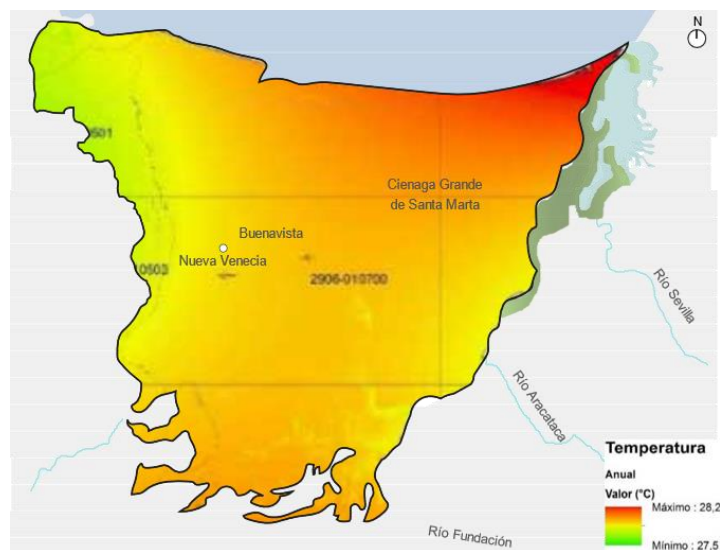 N
0501
Cienaga Grande
de Santa Marta
Buenavista
Nueva Venecia
0503
2906-010700
Río Sevilla
Río Aracataca
Río Fundación
Temperatura
Anual
Valor (°C)
Máximo : 28,2
Mínimo : 27,5